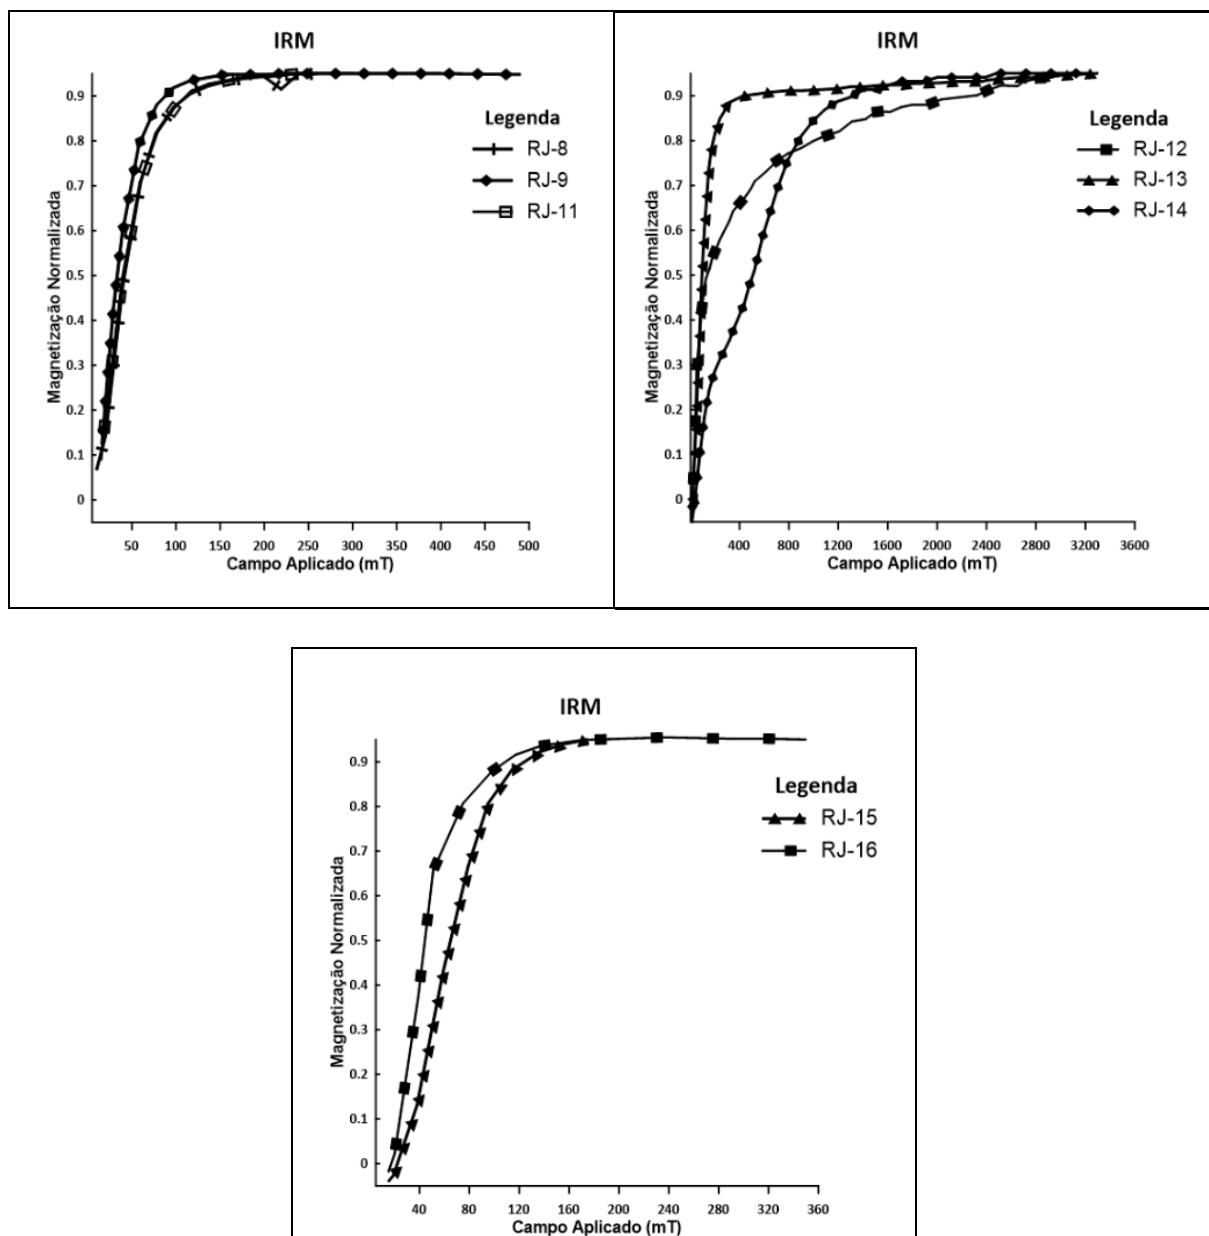 IRM
Magnetização Normalizada
0.9
0.8
0.7
0.6
0.5
0.4
0.3
0.2
0.1
0
50 100 150 200 250 300 350 400 450 500
Campo Aplicado (mT)
Legenda
RJ-8
RJ-9
RJ-11
IRM
Magnetização Normalizada
0.9
0.8
0.7
0.6
0.5
0.4
0.3
0.2
0.1
0
400 800 1200 1600 2000 2400 2800 3200 3600
Campo Aplicado (mT)
Legenda
RJ-12
RJ-13
RJ-14
IRM
Magnetização Normalizada
0.9
0.8
0.7
0.6
0.5
0.4
0.3
0.2
0.1
0
40 80 120 160 200 240 280 320 360
Campo Aplicado (mT)
Legenda
RJ-15
RJ-16